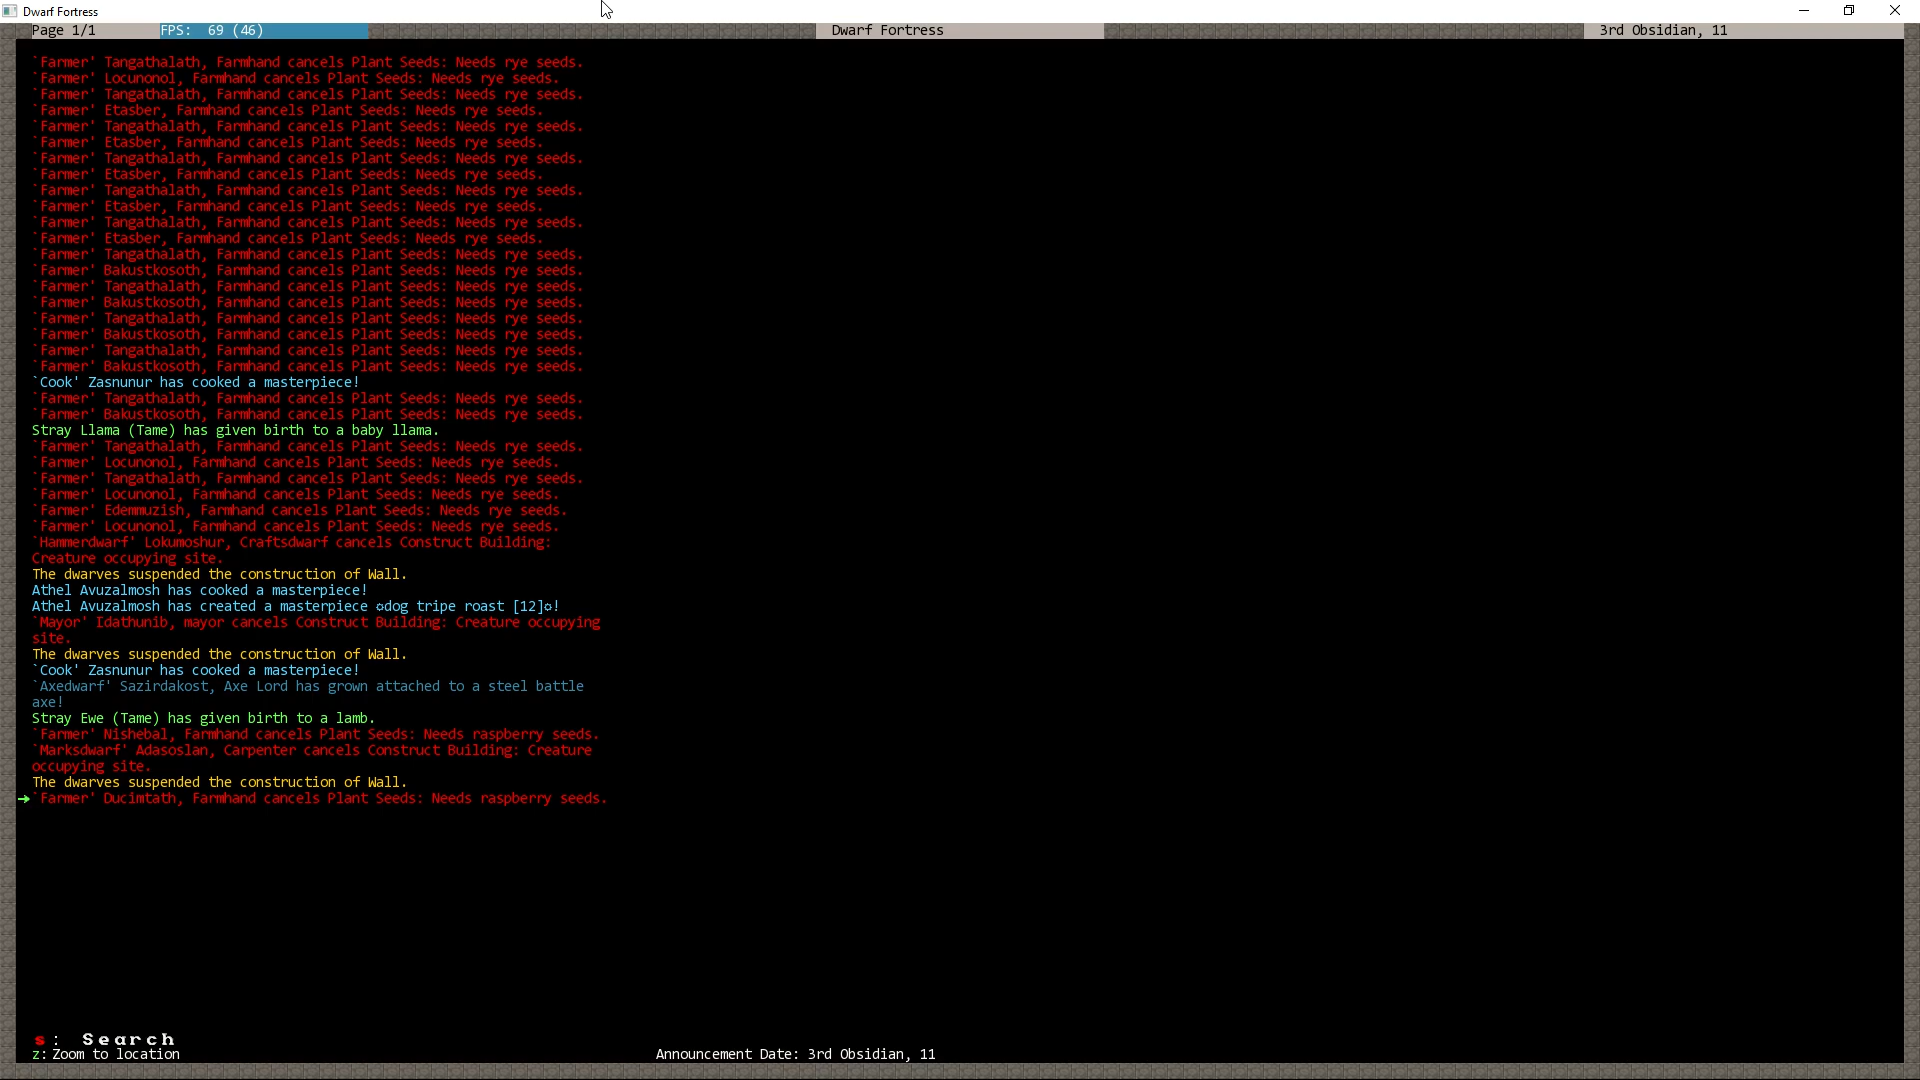 Dwarf Fortress
Page 1/1 FPS: 69 (46) Dwarf Fortress 3rd Obsidian, 11
`Farmer' Tangathalath, Farmhand cancels Plant Seeds: Needs rye seeds.
`Farmer' Locunonol, Farmhand cancels Plant Seeds: Needs rye seeds.
`Farmer' Tangathalath, Farmhand cancels Plant Seeds: Needs rye seeds.
`Farmer' Etasber, Farmhand cancels Plant Seeds: Needs rye seeds.
`Farmer' Tangathalath, Farmhand cancels Plant Seeds: Needs rye seeds.
`Farmer' Etasber, Farmhand cancels Plant Seeds: Needs rye seeds.
`Farmer' Tangathalath, Farmhand cancels Plant Seeds: Needs rye seeds.
`Farmer' Etasber, Farmhand cancels Plant Seeds: Needs rye seeds.
`Farmer' Tangathalath, Farmhand cancels Plant Seeds: Needs rye seeds.
`Farmer' Etasber, Farmhand cancels Plant Seeds: Needs rye seeds.
`Farmer' Tangathalath, Farmhand cancels Plant Seeds: Needs rye seeds.
`Farmer' Etasber, Farmhand cancels Plant Seeds: Needs rye seeds.
`Farmer' Tangathalath, Farmhand cancels Plant Seeds: Needs rye seeds.
`Farmer' Bakustkosoth, Farmhand cancels Plant Seeds: Needs rye seeds.
`Farmer' Tangathalath, Farmhand cancels Plant Seeds: Needs rye seeds.
`Farmer' Bakustkosoth, Farmhand cancels Plant Seeds: Needs rye seeds.
`Farmer' Tangathalath, Farmhand cancels Plant Seeds: Needs rye seeds.
`Farmer' Bakustkosoth, Farmhand cancels Plant Seeds: Needs rye seeds.
`Farmer' Tangathalath, Farmhand cancels Plant Seeds: Needs rye seeds.
`Farmer' Bakustkosoth, Farmhand cancels Plant Seeds: Needs rye seeds.
`Cook' Zasnunur has cooked a masterpiece!
`Farmer' Tangathalath, Farmhand cancels Plant Seeds: Needs rye seeds.
`Farmer' Bakustkosoth, Farmhand cancels Plant Seeds: Needs rye seeds.
Stray Llama (Tame) has given birth to a baby llama.
`Farmer' Tangathalath, Farmhand cancels Plant Seeds: Needs rye seeds.
`Farmer' Locunonol, Farmhand cancels Plant Seeds: Needs rye seeds.
`Farmer' Tangathalath, Farmhand cancels Plant Seeds: Needs rye seeds.
`Farmer' Locunonol, Farmhand cancels Plant Seeds: Needs rye seeds.
`Farmer' Edemmuzish, Farmhand cancels Plant Seeds: Needs rye seeds.
`Farmer' Locunonol, Farmhand cancels Plant Seeds: Needs rye seeds.
`Hammerdwarf' Lokumoshur, Craftsdwarf cancels Construct Building:
Creature occupying site.
The dwarves suspended the construction of Wall.
Athel Avuzalmosh has cooked a masterpiece!
Athel Avuzalmosh has created a masterpiece ☼dog tripe roast [12]☼!
`Mayor' Idathunib, mayor cancels Construct Building: Creature occupying
site.
The dwarves suspended the construction of Wall.
`Cook' Zasnunur has cooked a masterpiece!
`Axedwarf' Sazirdakost, Axe Lord has grown attached to a steel battle
axe!
Stray Ewe (Tame) has given birth to a lamb.
`Farmer' Nishebal, Farmhand cancels Plant Seeds: Needs raspberry seeds.
`Marksdwarf' Adasoslan, Carpenter cancels Construct Building: Creature
occupying site.
The dwarves suspended the construction of Wall.
→`Farmer' Ducimtath, Farmhand cancels Plant Seeds: Needs raspberry seeds.
s: Search
z: Zoom to location Announcement Date: 3rd Obsidian, 11